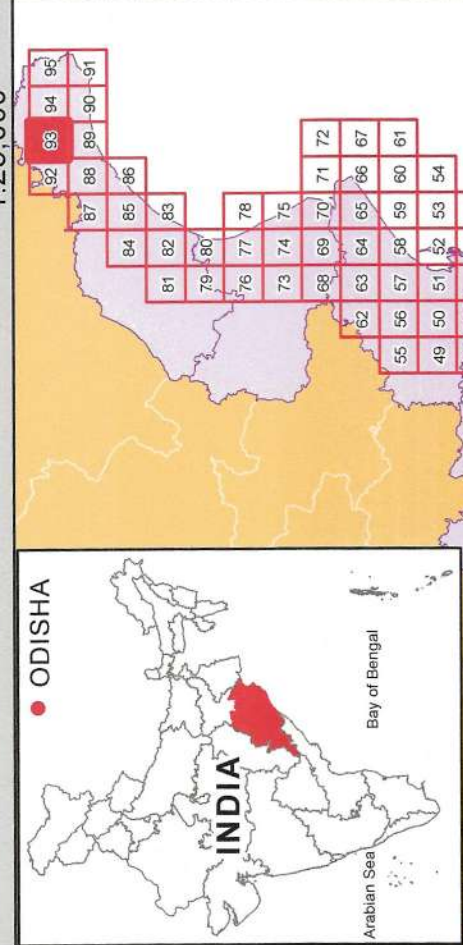 1:25,000
92 93 94 95
87 88 89 90 91
84 85 86
81 82 83
79 80
76 77 78
73 74 75
68 69 70 71 72
62 63 64 65 66 67
55 56 57 58 59 60 61
49 50 51 52 53 54
ODISHA
INDIA
Arabian Sea
Bay of Bengal